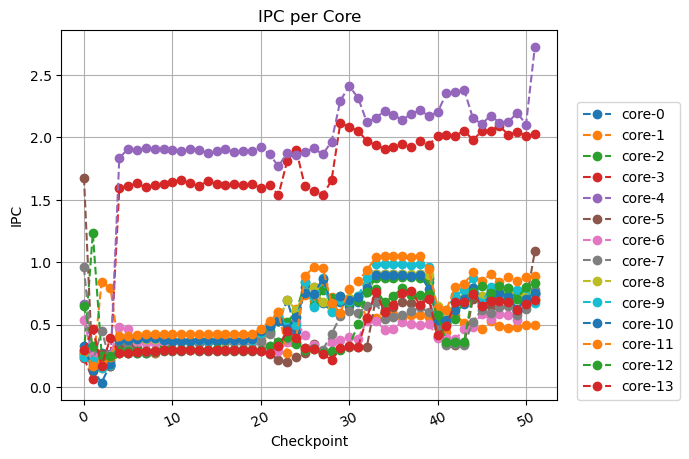 IPC per Core
IPC
2.5
2.0
1.5
1.0
0.5
0.0
0
10
20
30
40
50
Checkpoint
core-0
core-1
core-2
core-3
core-4
core-5
core-6
core-7
core-8
core-9
core-10
core-11
core-12
core-13